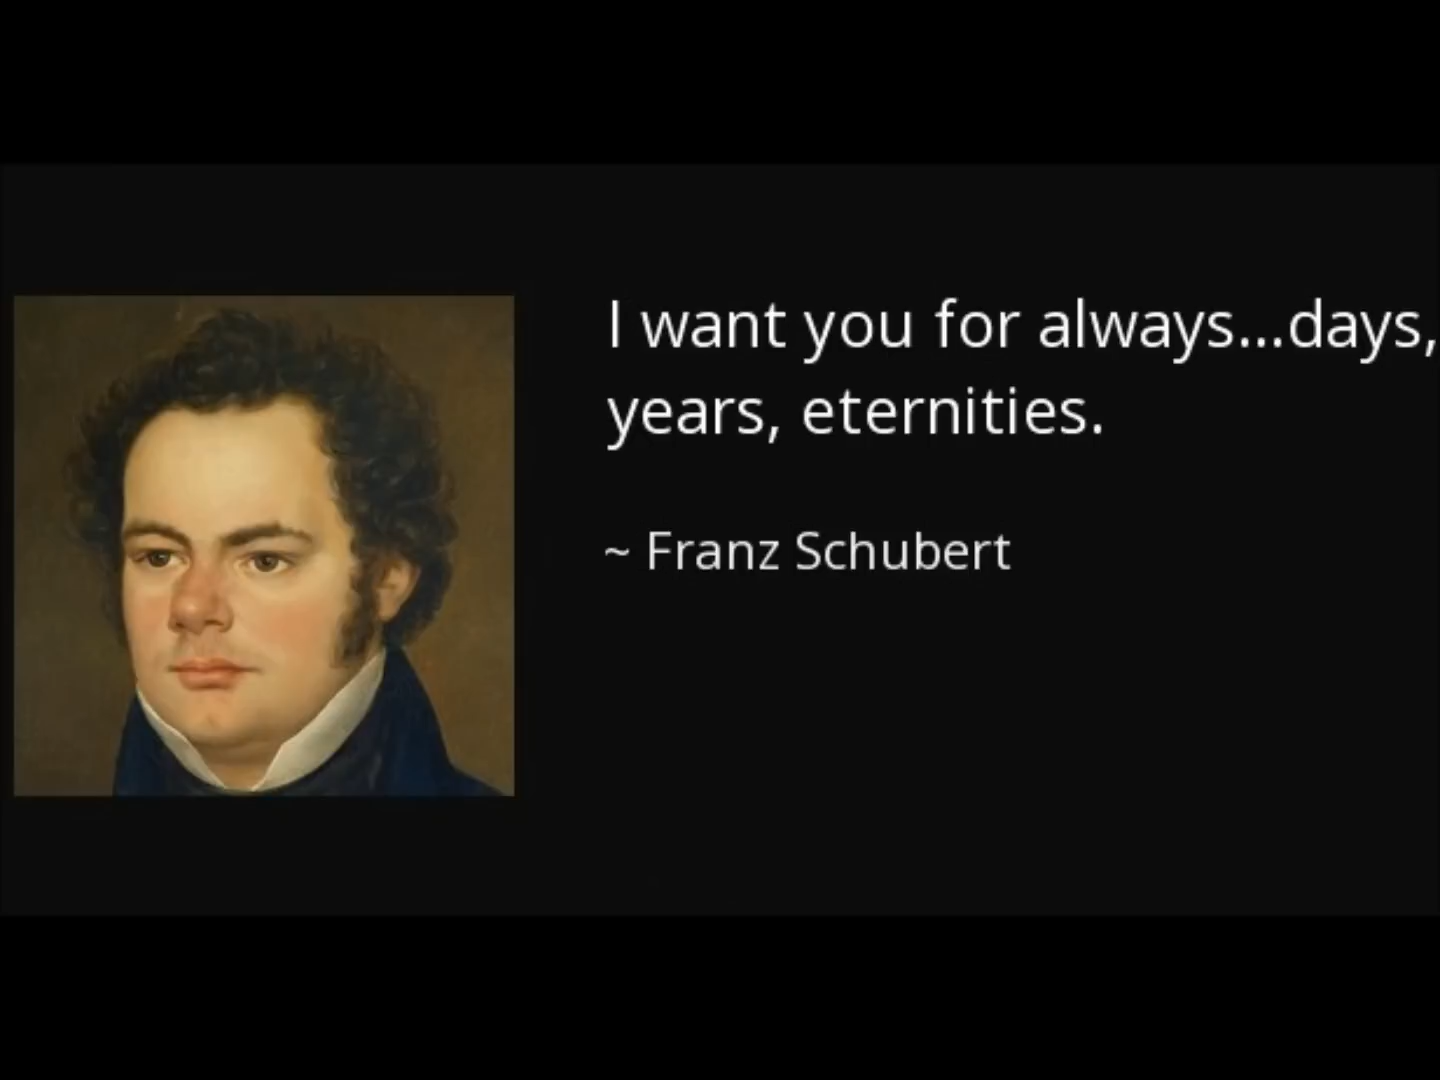 I want you for always...days,
years, eternities.
~ Franz Schubert